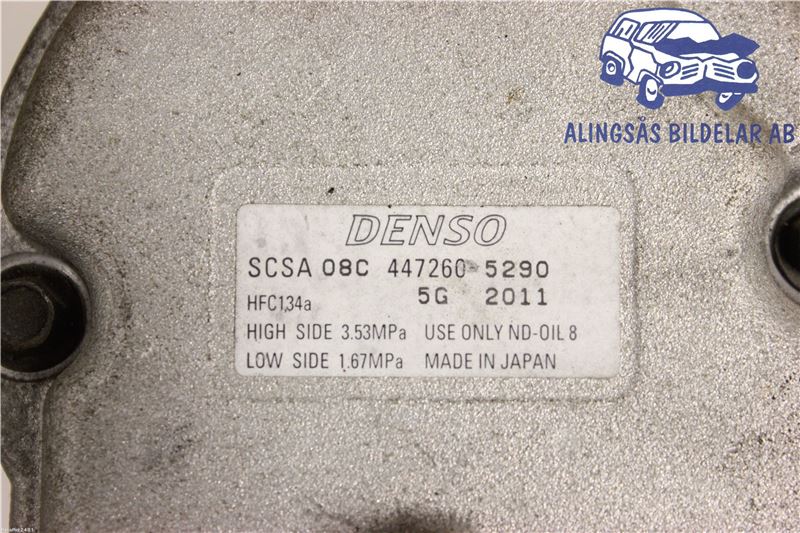 ALINGSÅS BILDELAR AB
DENSO
SCSA 08C 447260-5290
HFC134a 5G 2011
HIGH SIDE 3.53MPa USE ONLY ND-OIL 8
LOW SIDE 1.67MPa MADE IN JAPAN